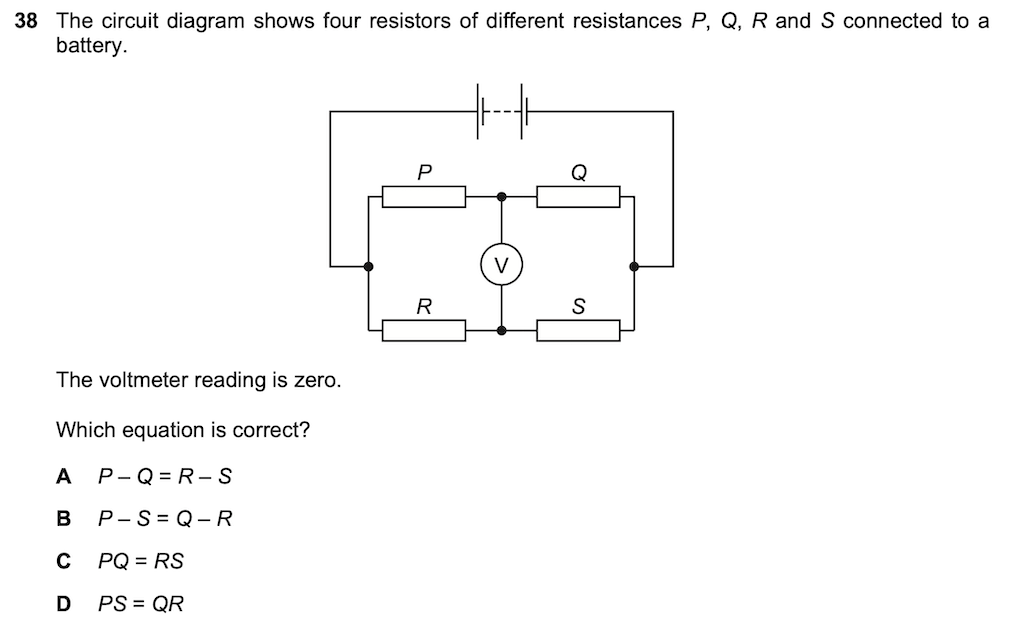 38 The circuit diagram shows four resistors of different resistances P, Q, R and S connected to a
battery.
P
Q
V
R
S
The voltmeter reading is zero.
Which equation is correct?
A P – Q = R – S
B P – S = Q – R
C PQ = RS
D PS = QR